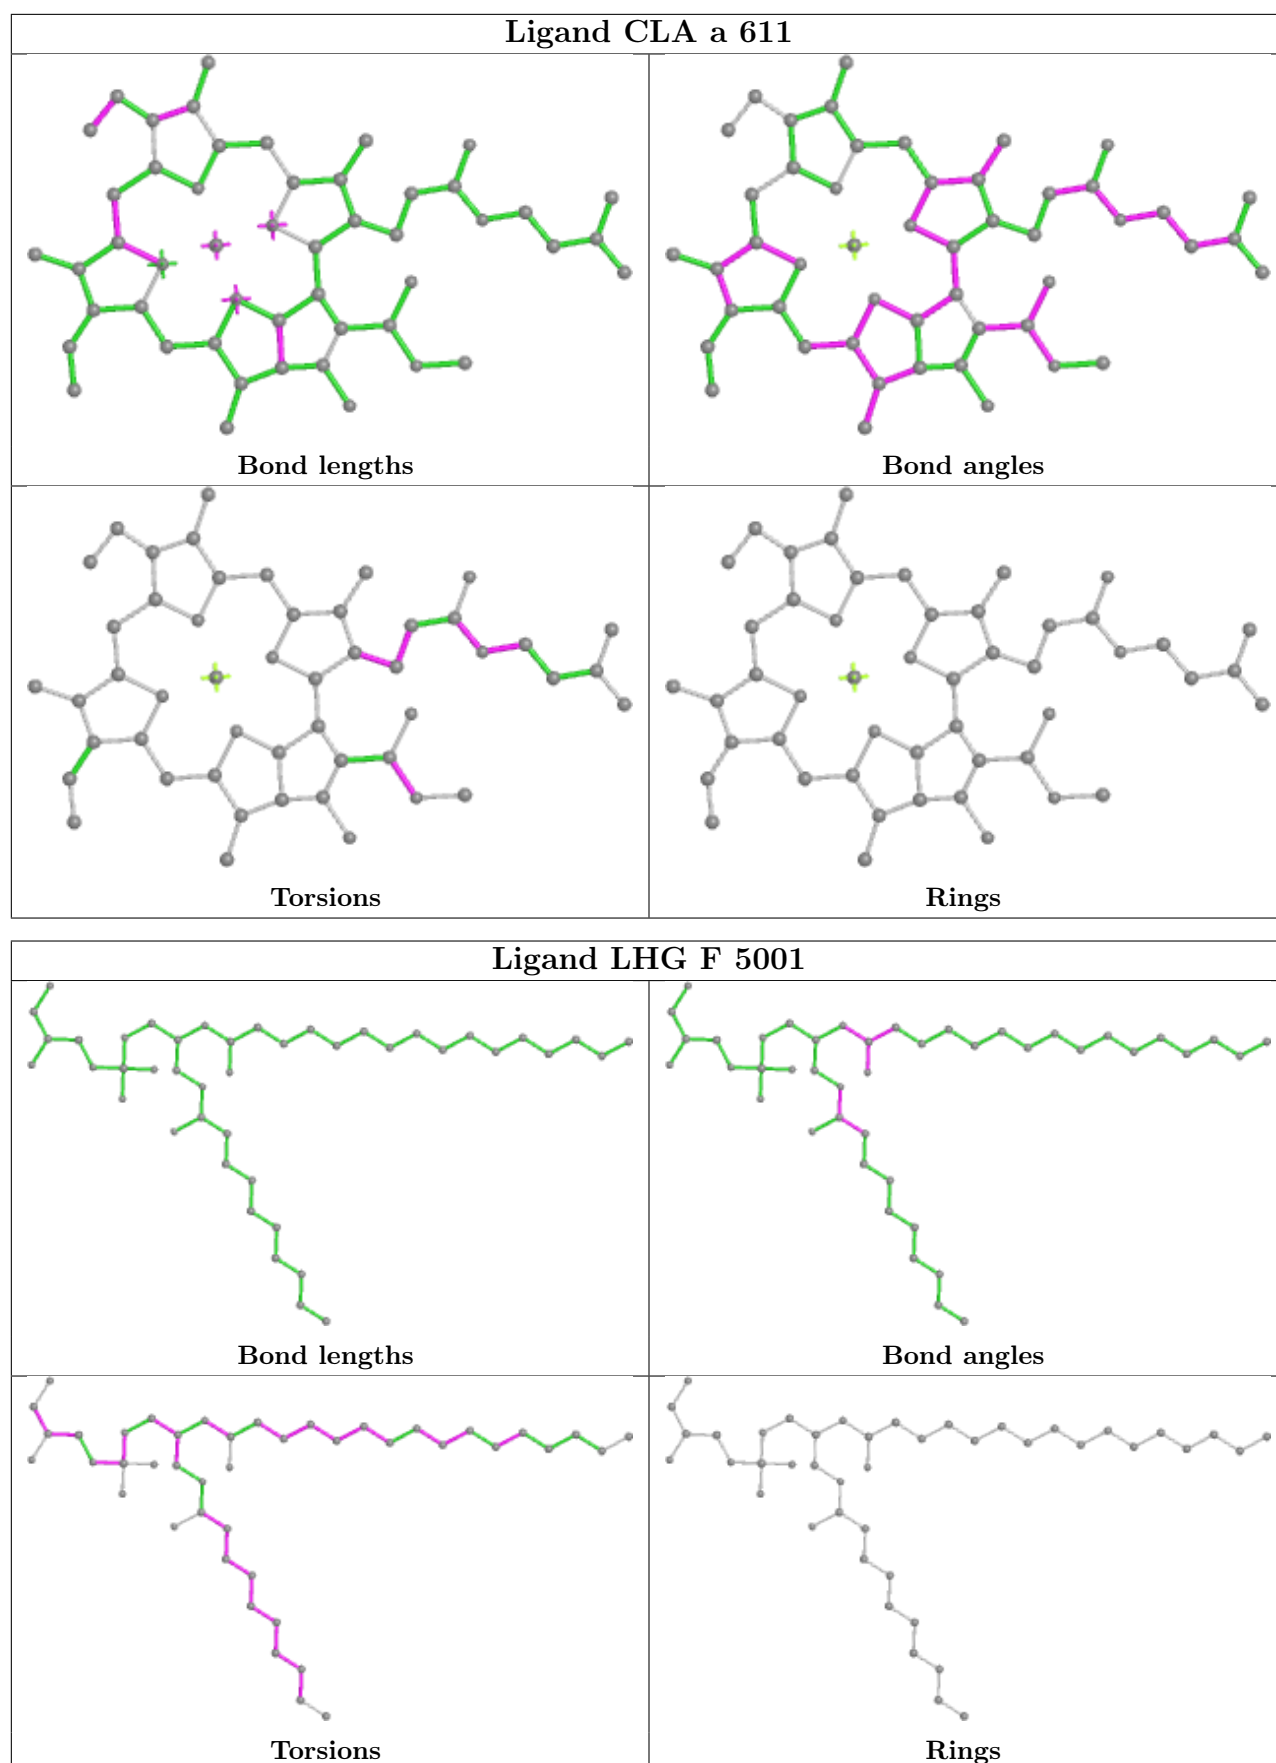 Ligand CLA a 611
Bond lengths
Bond angles
Torsions
Rings
Ligand LHG F 5001
Bond lengths
Bond angles
Torsions
Rings